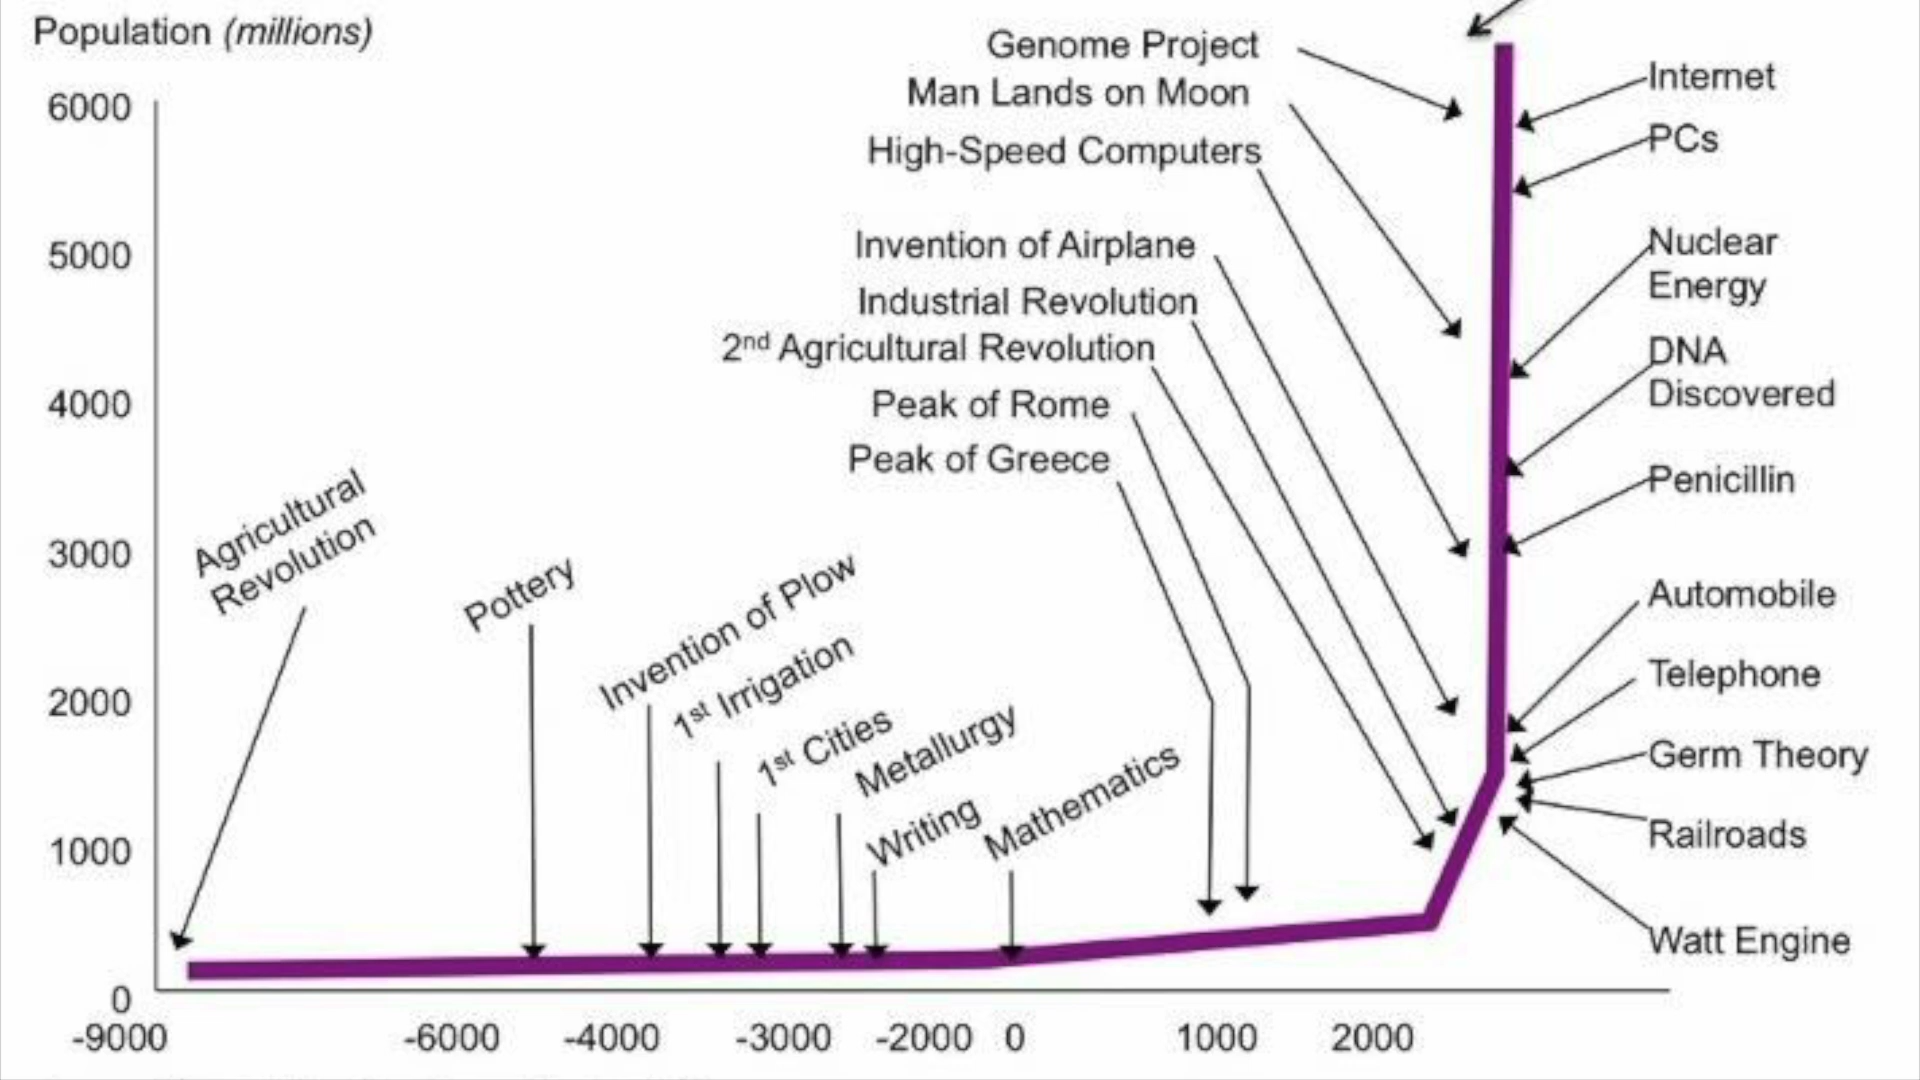 Population (millions)
Genome Project
Man Lands on Moon
High-Speed Computers
Invention of Airplane
Industrial Revolution
2nd Agricultural Revolution
Peak of Rome
Peak of Greece
Internet
PCs
Nuclear
Energy
DNA
Discovered
Penicillin
Automobile
Telephone
Germ Theory
Railroads
Watt Engine
6000
5000
4000
3000
2000
1000
0
Agricultural
Revolution
Pottery
Invention of Plow
1st Irrigation
1st Cities
Metallurgy
Writing
Mathematics
-9000 -6000 -4000 -3000 -2000 0 1000 2000